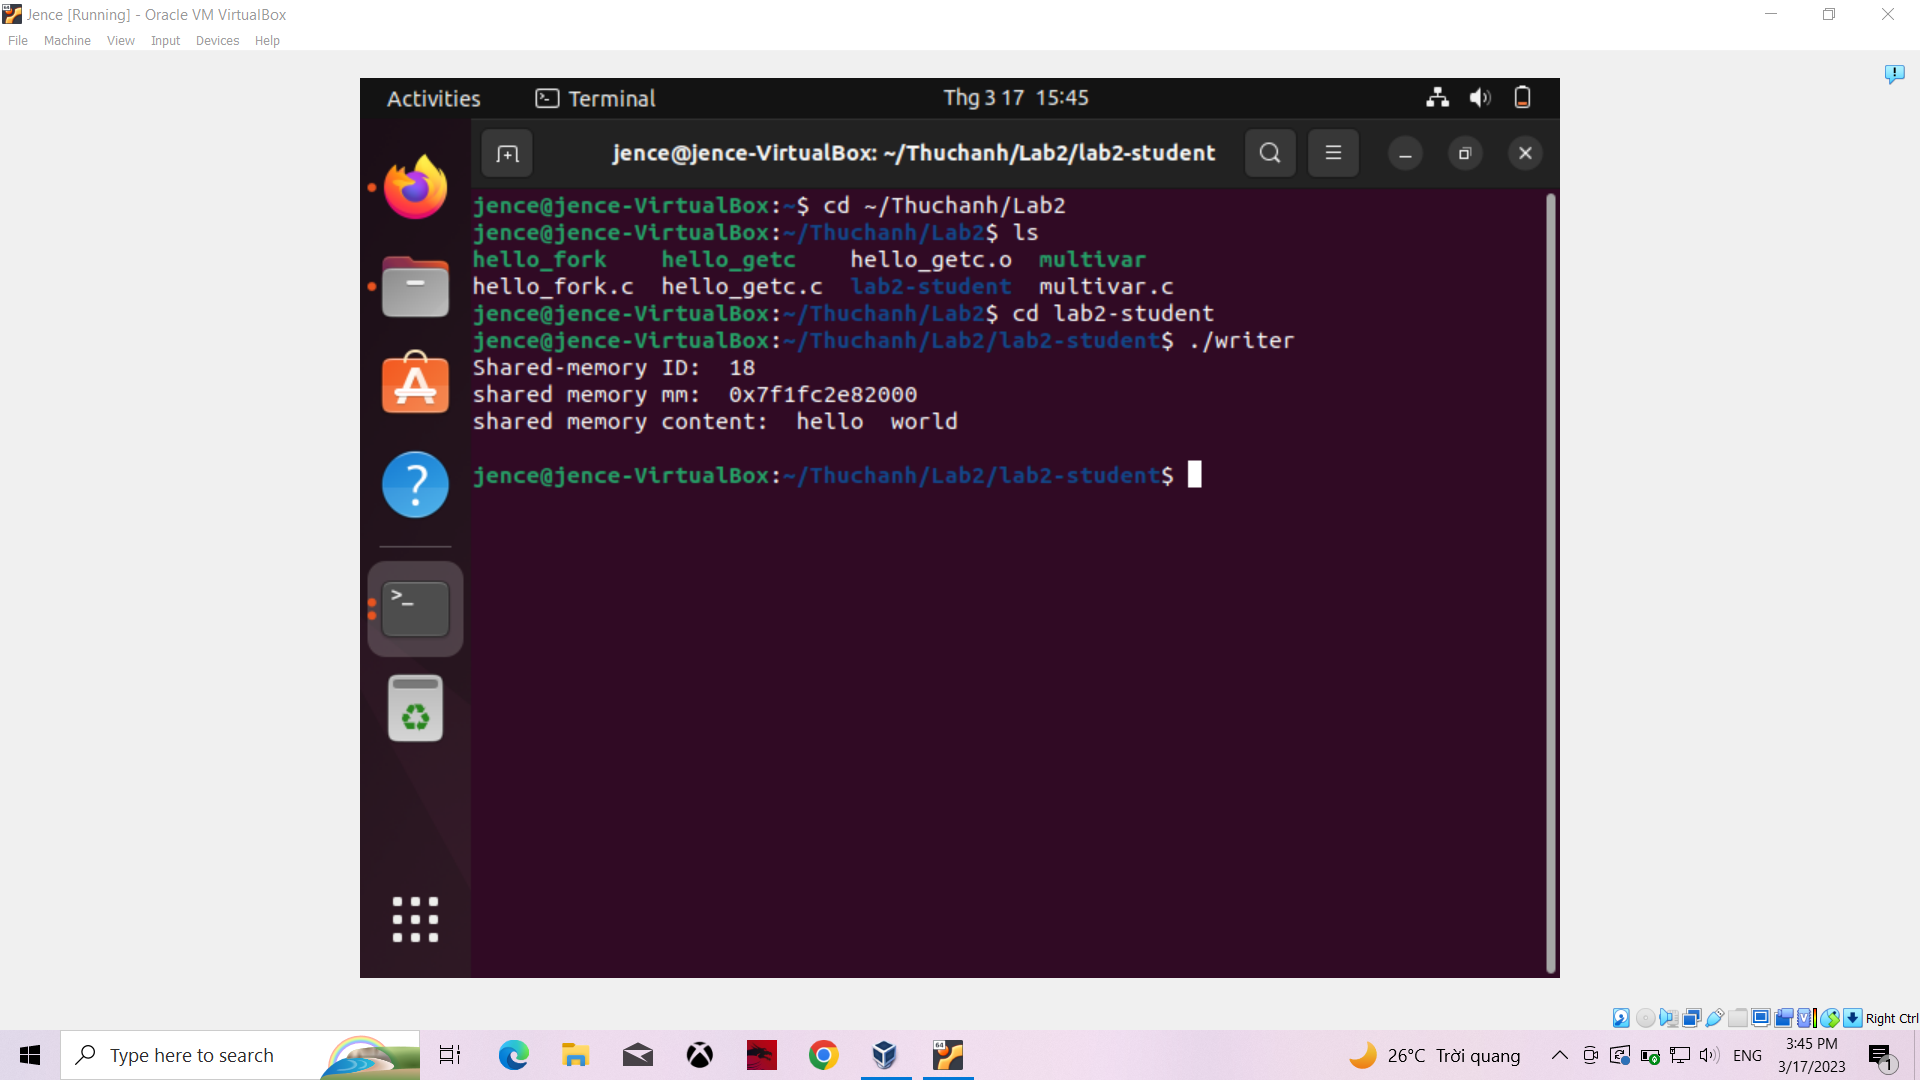 Jence [Running] - Oracle VM VirtualBox
File Machine View Input Devices Help
Activities Terminal Thg 3 17 15:45
jence@jence-VirtualBox: ~/Thuchanh/Lab2/lab2-student
jence@jence-VirtualBox:~$ cd ~/Thuchanh/Lab2
jence@jence-VirtualBox:~/Thuchanh/Lab2$ ls
hello_fork hello_getc hello_getc.o multivar
hello_fork.c hello_getc.c lab2-student multivar.c
jence@jence-VirtualBox:~/Thuchanh/Lab2$ cd lab2-student
jence@jence-VirtualBox:~/Thuchanh/Lab2/lab2-student$ ./writer
Shared-memory ID: 18
shared memory mm: 0x7f1fc2e82000
shared memory content: hello world
jence@jence-VirtualBox:~/Thuchanh/Lab2/lab2-student$
Right Ctrl
Type here to search
26°C Trời quang
ENG
3:45 PM
3/17/2023
1